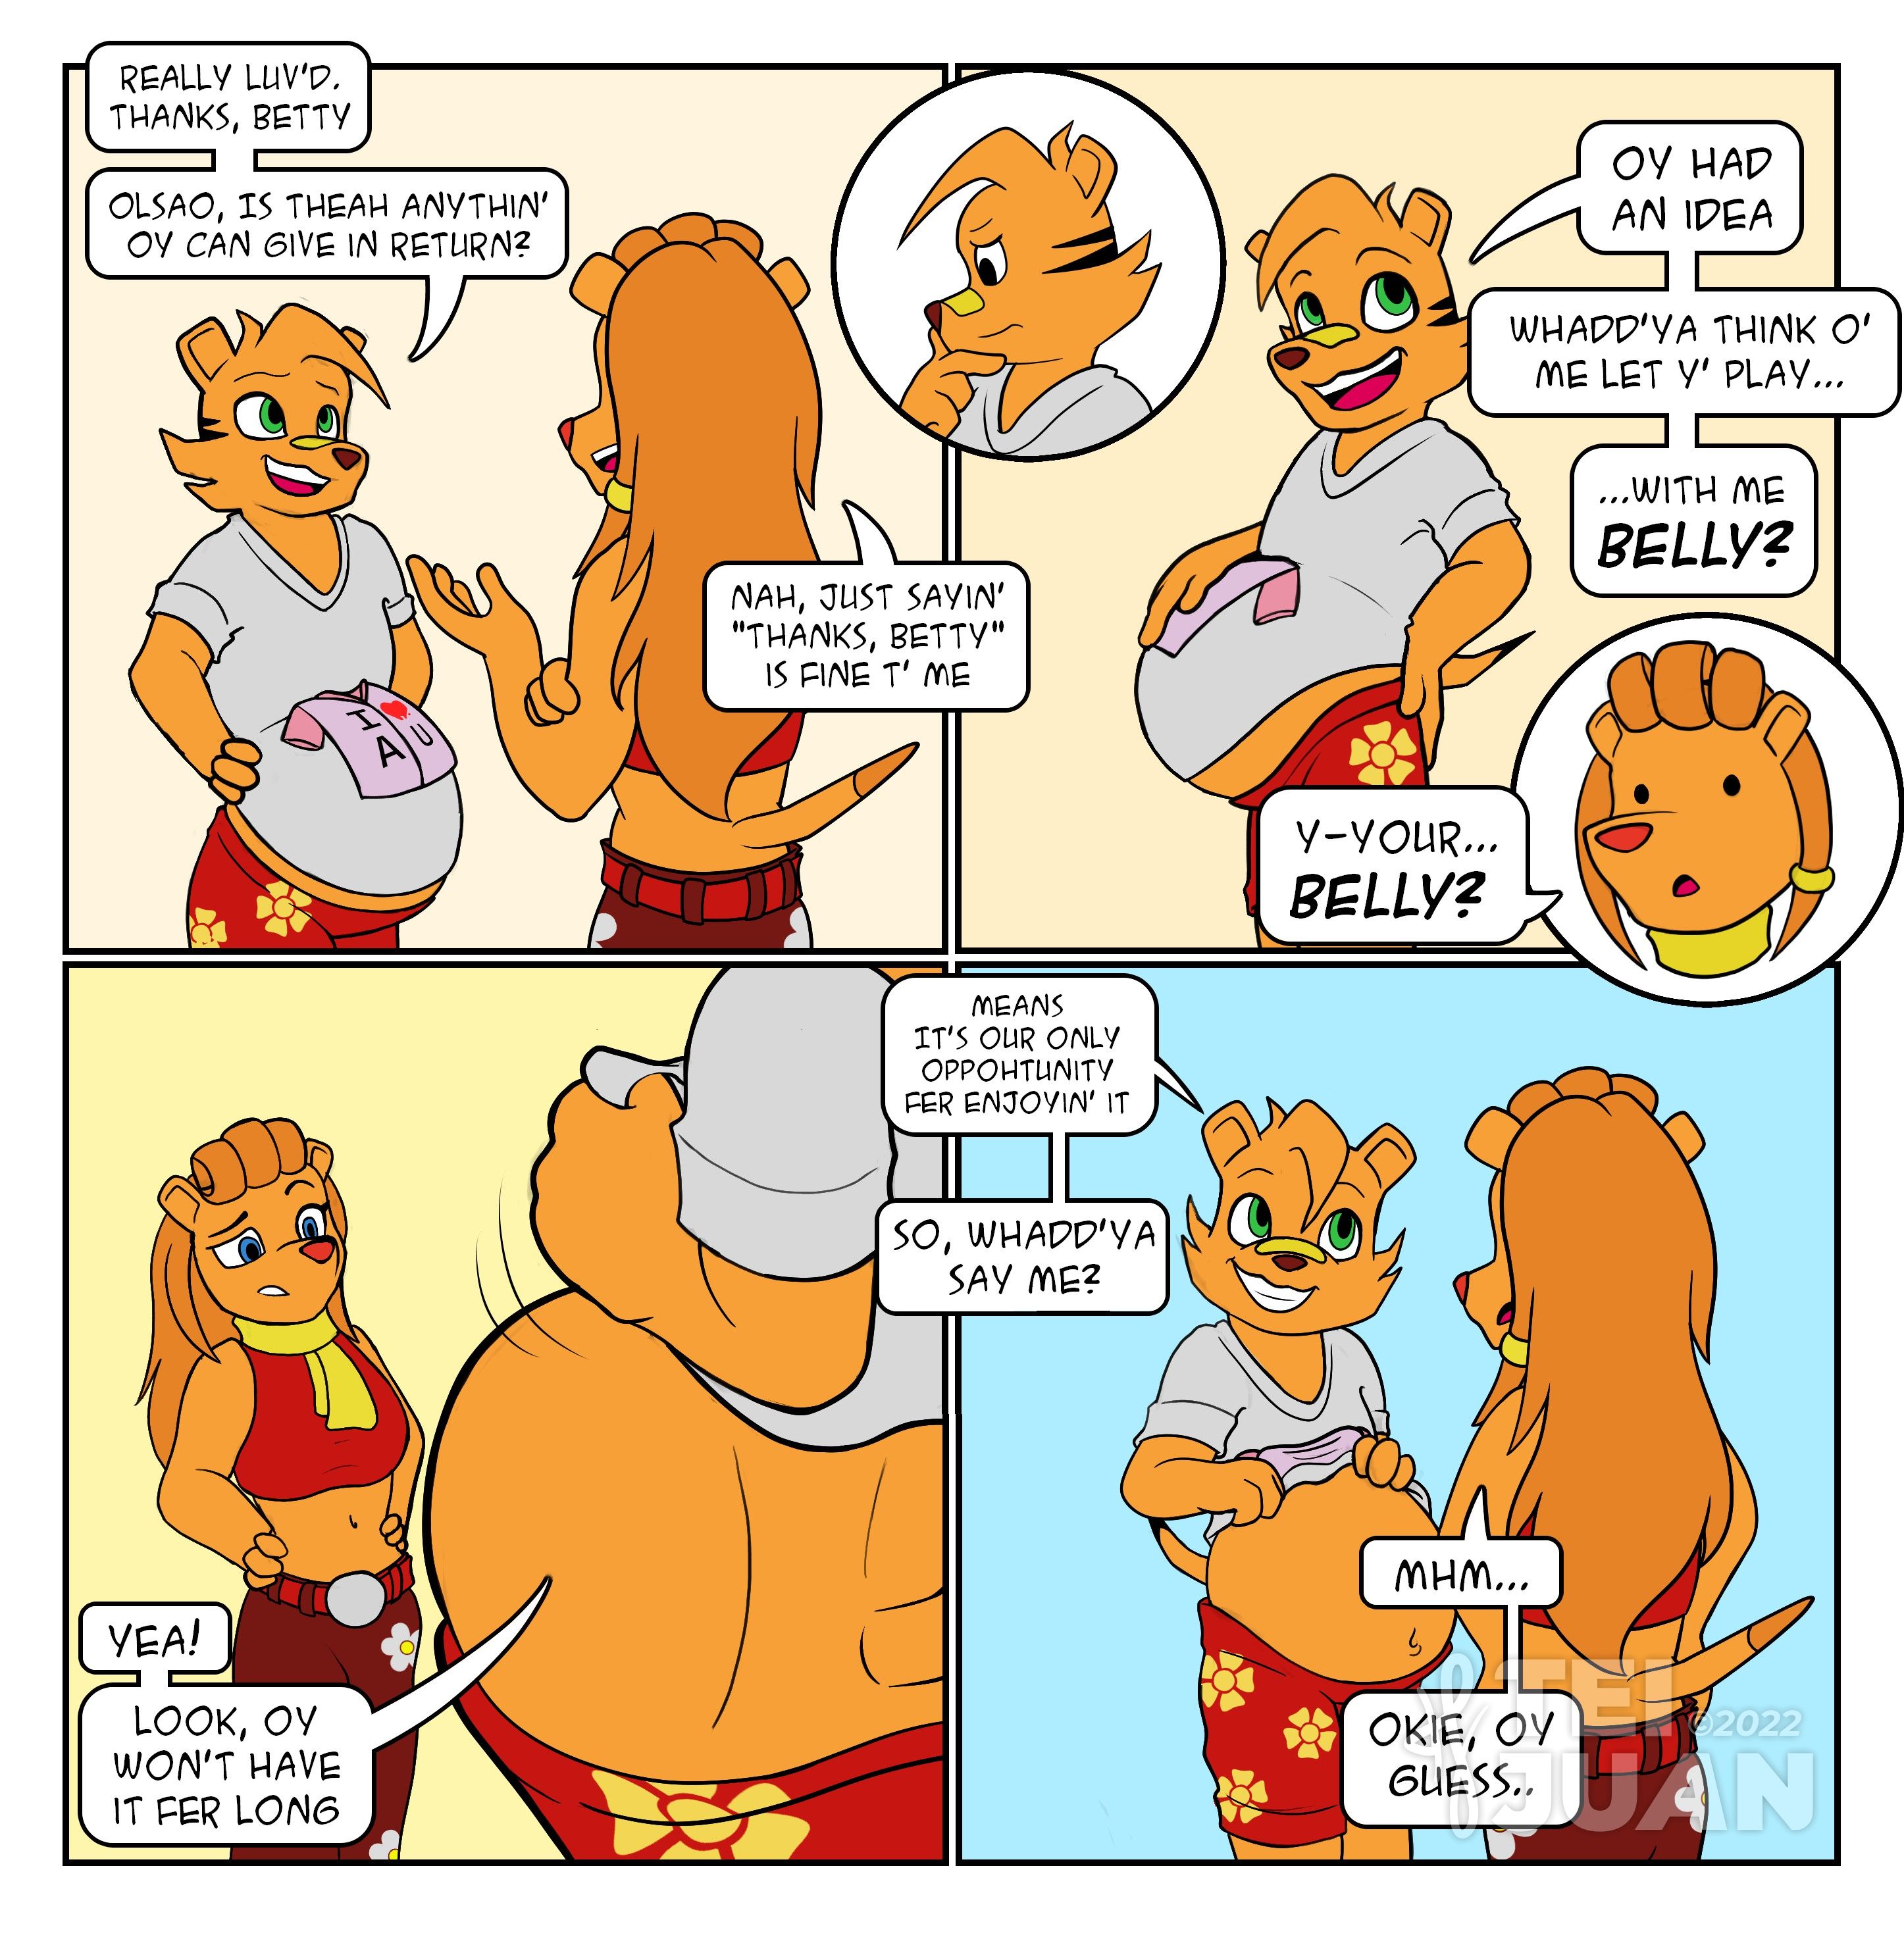 REALLY LUV'D.
THANKS, BETTY
OLSAO, IS THEAH ANYTHIN'
OY CAN GIVE IN RETURN?
I ❤ U
A
NAH, JUST SAYIN'
"THANKS, BETTY"
IS FINE T' ME
OY HAD
AN IDEA
WHADD'YA THINK O'
ME LET Y' PLAY...
...WITH ME
BELLY?
Y-YOUR...
BELLY?
YEA!
LOOK, OY
WON'T HAVE
IT FER LONG
MEANS
IT'S OUR ONLY
OPPOHTUNITY
FER ENJOYIN' IT
SO, WHADD'YA
SAY ME?
MHM...
OKIE, OY
GUESS..
TEI
©2022
JUAN